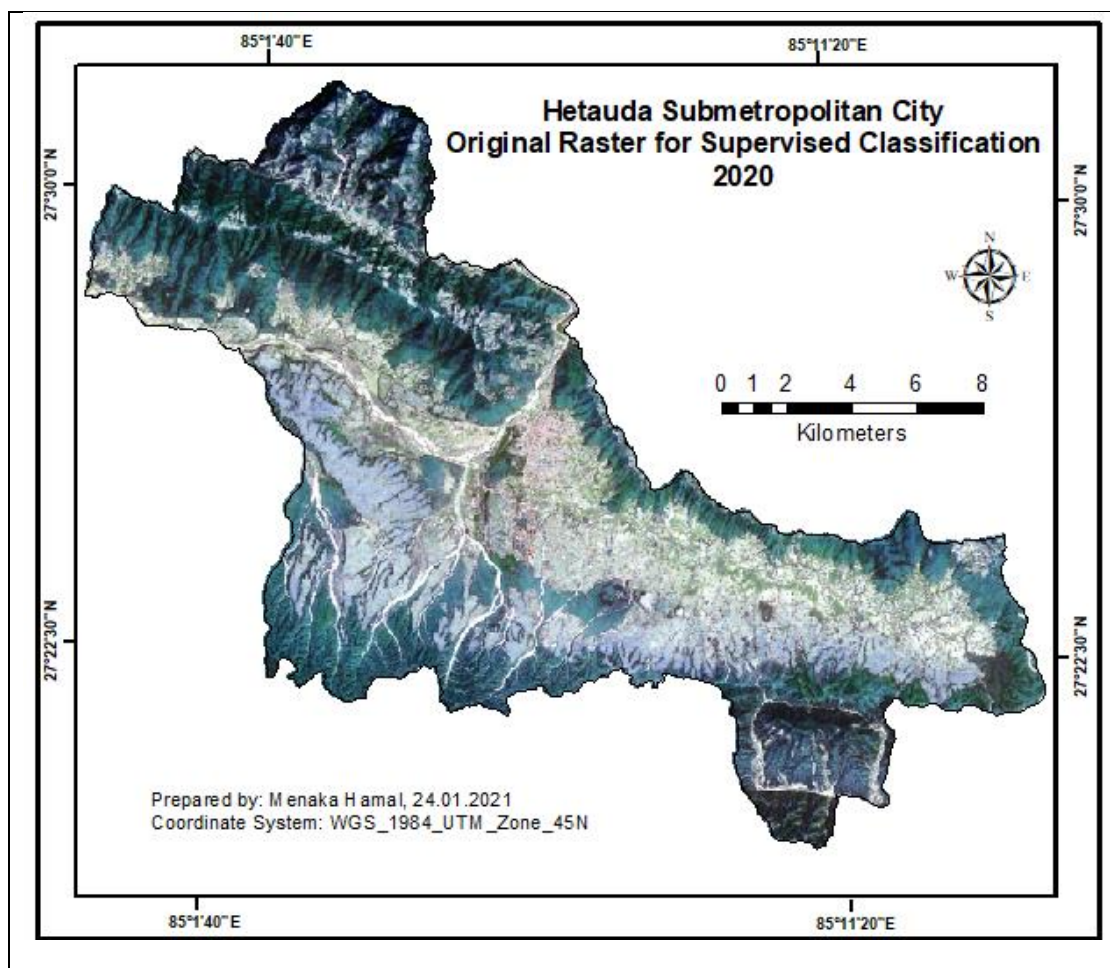 85°1'40"E
85°11'20"E
Hetauda Submetropolitan City
Original Raster for Supervised Classification
2020
27°30'0"N
27°30'0"N
N
W E
S
0 1 2 4 6 8
Kilometers
27°22'30"N
27°22'30"N
Prepared by: Menaka Hamal, 24.01.2021
Coordinate System: WGS_1984_UTM_Zone_45N
85°1'40"E
85°11'20"E